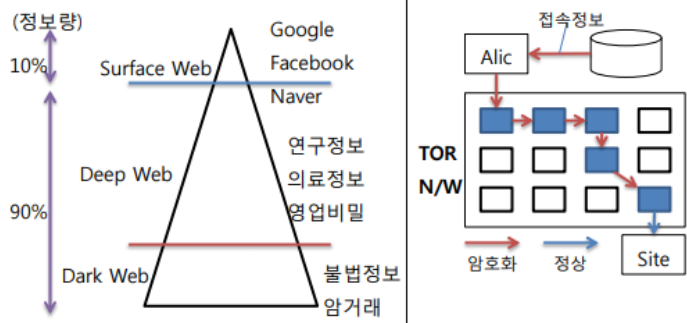 (정보량)
10%
90%
Surface Web
Deep Web
Dark Web
Google
Facebook
Naver
연구정보
의료정보
영업비밀
불법정보
암거래
접속정보
Alic
TOR
N/W
암호화
정상
Site